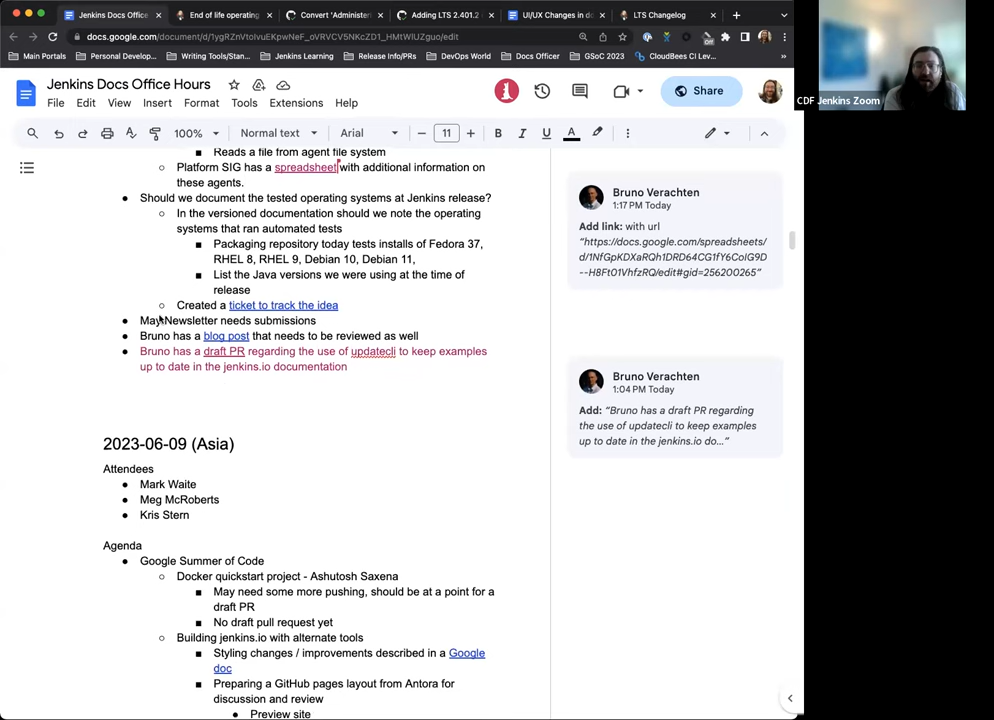 Jenkins Docs Office
End of life operating
Convert 'Administer
Adding LTS 2.401.2
UI/UX Changes in do
LTS Changelog
docs.google.com/document/d/1ygRZnVtoIvuEKpwNeF_oVRVCV5NKcZD1_HMtWIUZguo/edit
Main Portals
Personal Develop...
Writing Tools/Stan...
Jenkins Learning
Release Info/PRs
DevOps World
Docs Officer
GSoC 2023
CloudBees CI Lev...
Jenkins Docs Office Hours
File Edit View Insert Format Tools Extensions Help
Share
100%
Normal text
Arial
11
Reads a file from agent file system
Platform SIG has a spreadsheet with additional information on
these agents.
Should we document the tested operating systems at Jenkins release?
In the versioned documentation should we note the operating
systems that ran automated tests
Packaging repository today tests installs of Fedora 37,
RHEL 8, RHEL 9, Debian 10, Debian 11,
List the Java versions we were using at the time of
release
Created a ticket to track the idea
May Newsletter needs submissions
Bruno has a blog post that needs to be reviewed as well
Bruno has a draft PR regarding the use of updatecli to keep examples
up to date in the jenkins.io documentation
2023-06-09 (Asia)
Attendees
Mark Waite
Meg McRoberts
Kris Stern
Agenda
Google Summer of Code
Docker quickstart project - Ashutosh Saxena
May need some more pushing, should be at a point for a
draft PR
No draft pull request yet
Building jenkins.io with alternate tools
Styling changes / improvements described in a Google
doc
Preparing a GitHub pages layout from Antora for
discussion and review
Preview site
Bruno Verachten
1:17 PM Today
Add link: with url
"https://docs.google.com/spreadsheets/
d/1NfGpKDXaRQh1DRD64CG1fY6CoIG9D
--H8Ft01VhfzRQ/edit#gid=256200265"
Bruno Verachten
1:04 PM Today
Add: "Bruno has a draft PR regarding
the use of updatecli to keep examples
up to date in the jenkins.io do..."
CDF Jenkins Zoom